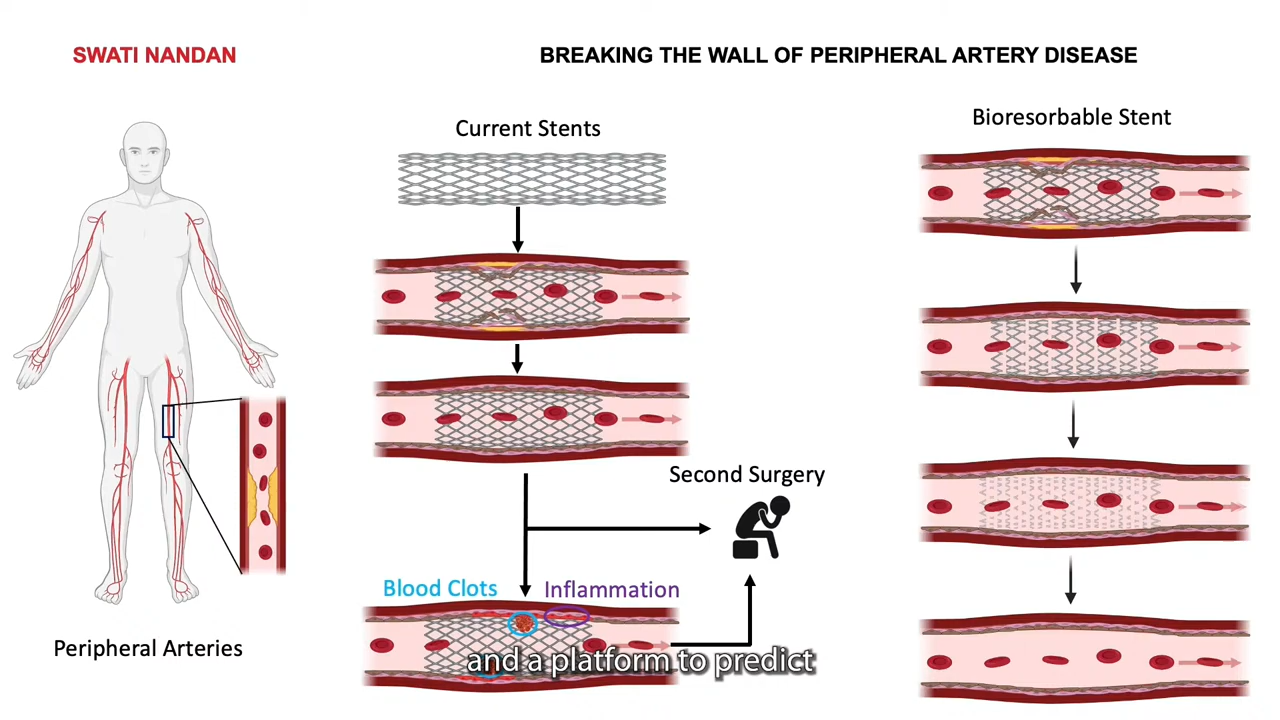 SWATI NANDAN
BREAKING THE WALL OF PERIPHERAL ARTERY DISEASE
Current Stents
Bioresorbable Stent
Second Surgery
Blood Clots
Inflammation
Peripheral Arteries
and a platform to predict